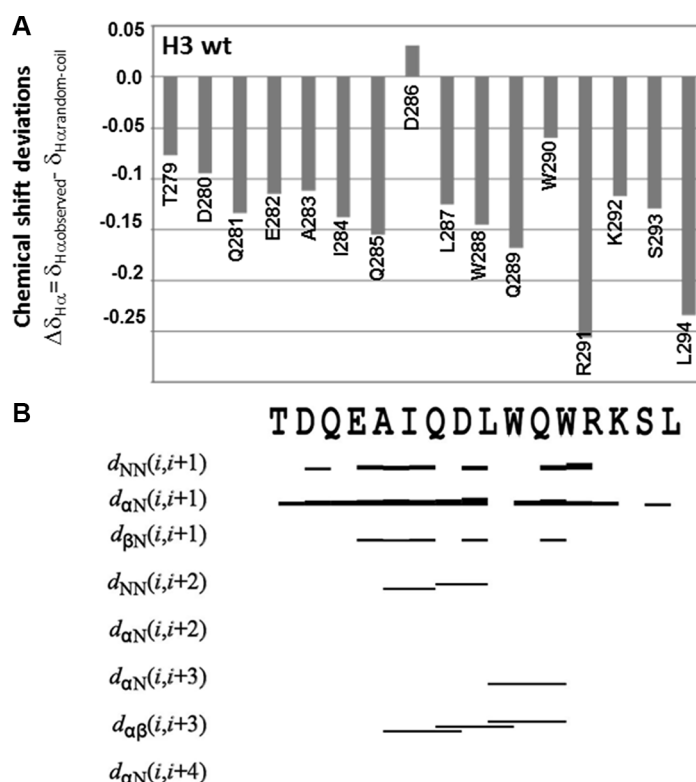 A
H3 wt
Chemical shift deviations
ΔδHα = δHαobserved- δHαrandom-coil
0.05
0.0
-0.05
-0.1
-0.15
-0.2
-0.25
T279
D280
Q281
E282
A283
I284
Q285
D286
L287
W288
Q289
W290
R291
K292
S293
L294
B
TDQEAIQDLWQWRKSL
dNN(i,i+1)
dαN(i,i+1)
dβN(i,i+1)
dNN(i,i+2)
dαN(i,i+2)
dαN(i,i+3)
dαβ(i,i+3)
dαN(i,i+4)